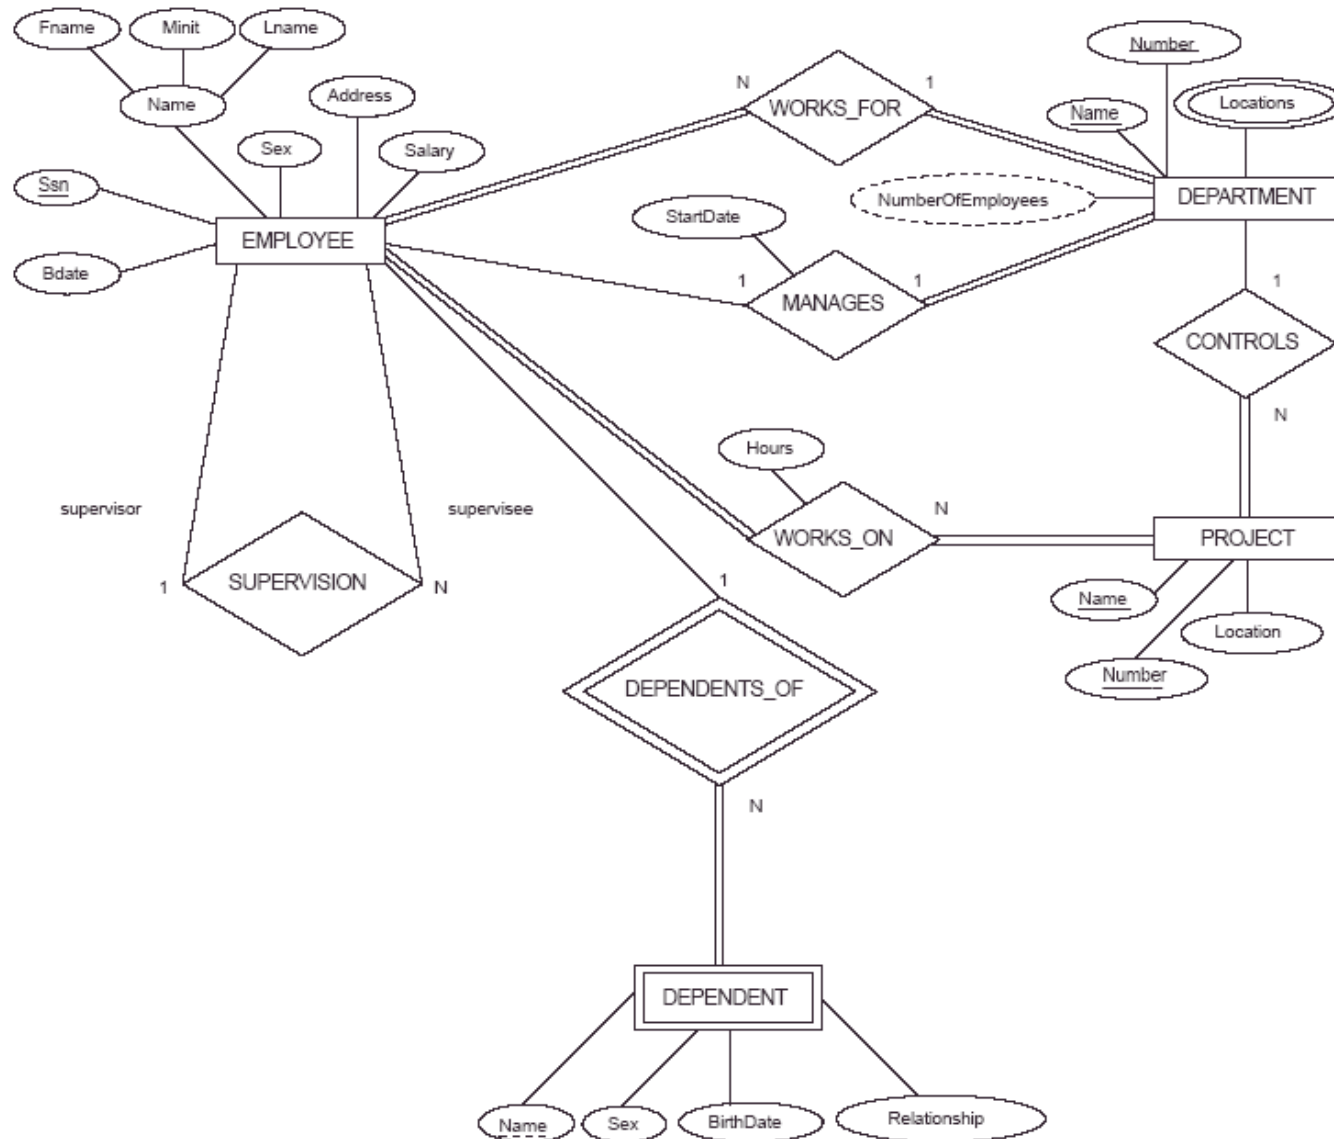 Fname
Minit
Lname
Number
Name
Address
N
1
WORKS_FOR
Name
Locations
Sex
Salary
Ssn
NumberOfEmployees
DEPARTMENT
StartDate
EMPLOYEE
Bdate
1
1
1
MANAGES
CONTROLS
N
Hours
supervisor
supervisee
N
WORKS_ON
PROJECT
SUPERVISION
1
N
1
Name
Location
Number
DEPENDENTS_OF
N
DEPENDENT
Name
Sex
BirthDate
Relationship